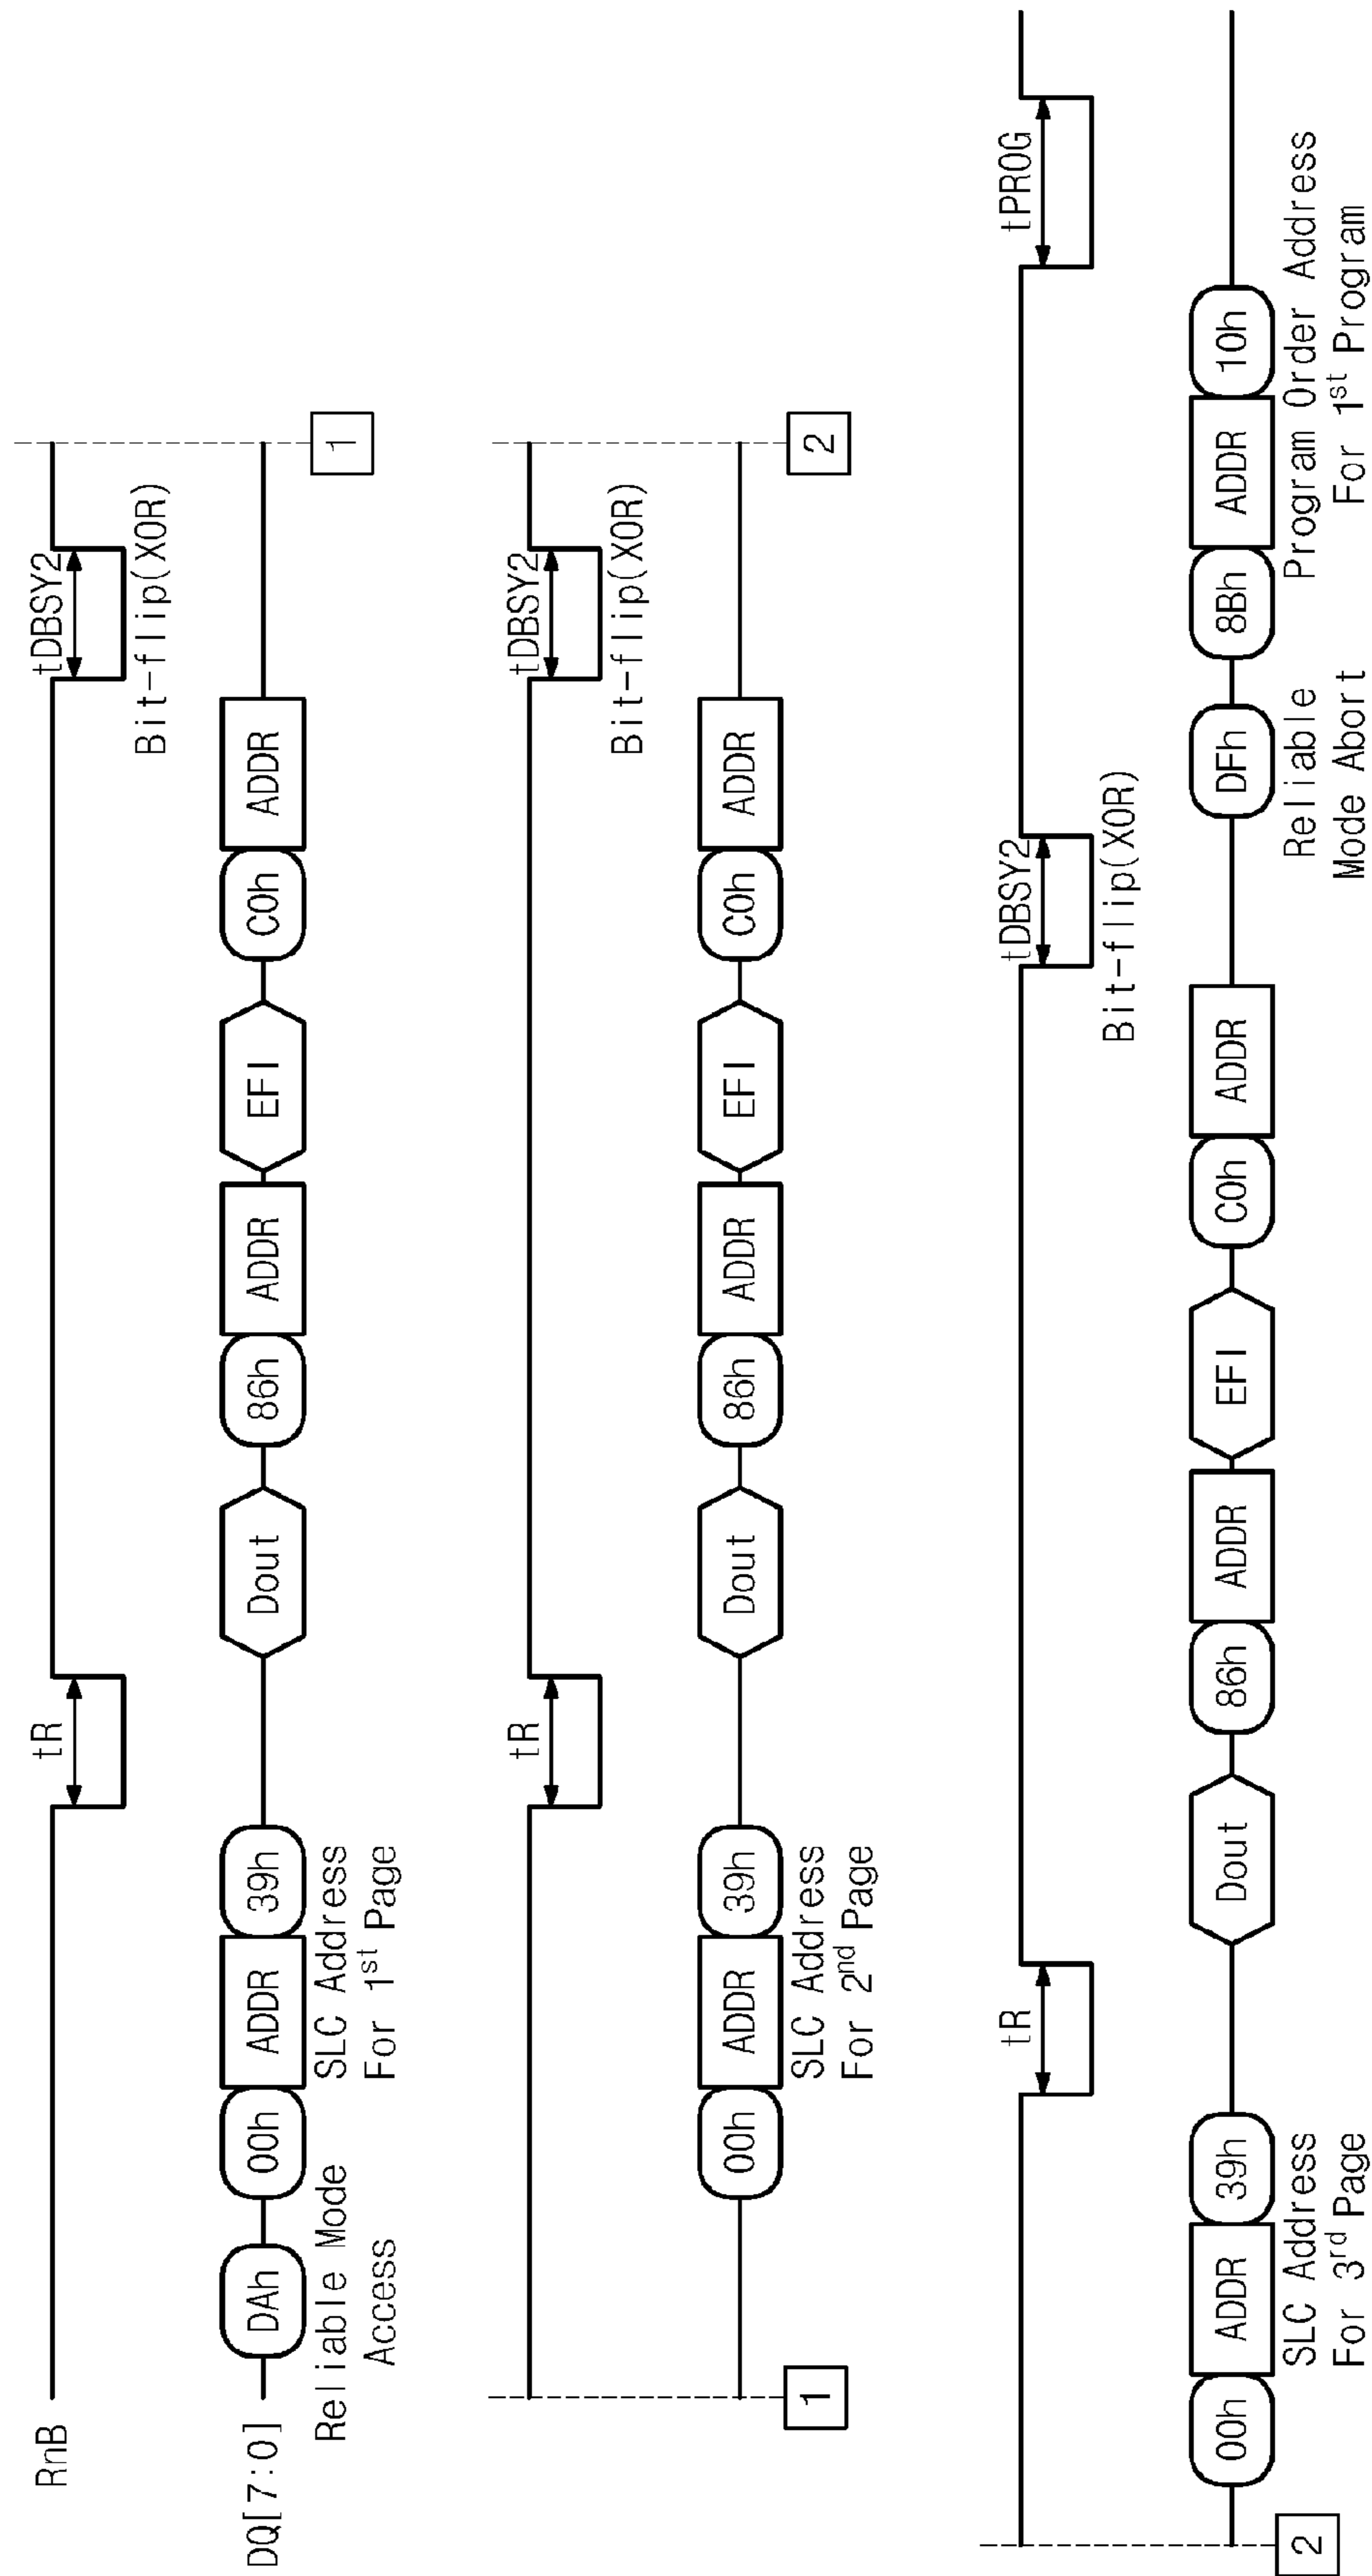 RnB
tR
tDBSY2
Bit-flip(XOR)
DQ[7:0]
DAh
00h
ADDR
39h
Dout
86h
ADDR
EFI
C0h
ADDR
Reliable Mode
Access
SLC Address
For 1st Page
1
tR
tDBSY2
Bit-flip(XOR)
00h
ADDR
39h
Dout
86h
ADDR
EFI
C0h
ADDR
SLC Address
For 2nd Page
1
2
tR
tDBSY2
tPROG
Bit-flip(XOR)
00h
ADDR
39h
Dout
86h
ADDR
EFI
C0h
ADDR
DFh
8Bh
ADDR
10h
SLC Address
For 3rd Page
Reliable
Mode Abort
Program Order Address
For 1st Program
2